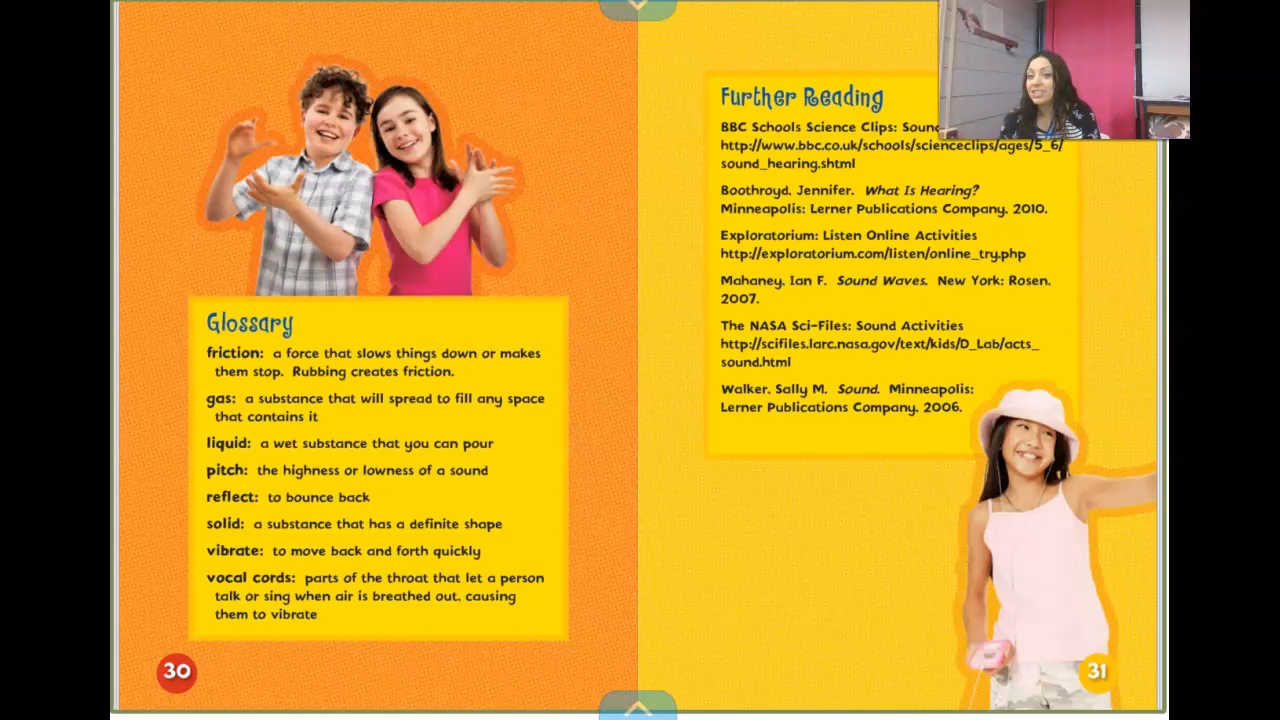 Glossary
friction: a force that slows things down or makes
them stop. Rubbing creates friction.
gas: a substance that will spread to fill any space
that contains it
liquid: a wet substance that you can pour
pitch: the highness or lowness of a sound
reflect: to bounce back
solid: a substance that has a definite shape
vibrate: to move back and forth quickly
vocal cords: parts of the throat that let a person
talk or sing when air is breathed out, causing
them to vibrate
30
Further Reading
BBC Schools Science Clips: Sound
http://www.bbc.co.uk/schools/scienceclips/ages/5_6/
sound_hearing.shtml
Boothroyd, Jennifer. What Is Hearing?
Minneapolis: Lerner Publications Company, 2010.
Exploratorium: Listen Online Activities
http://exploratorium.com/listen/online_try.php
Mahaney, Ian F. Sound Waves. New York: Rosen,
2007.
The NASA Sci-Files: Sound Activities
http://scifiles.larc.nasa.gov/text/kids/D_Lab/acts_
sound.html
Walker, Sally M. Sound. Minneapolis:
Lerner Publications Company, 2006.
31